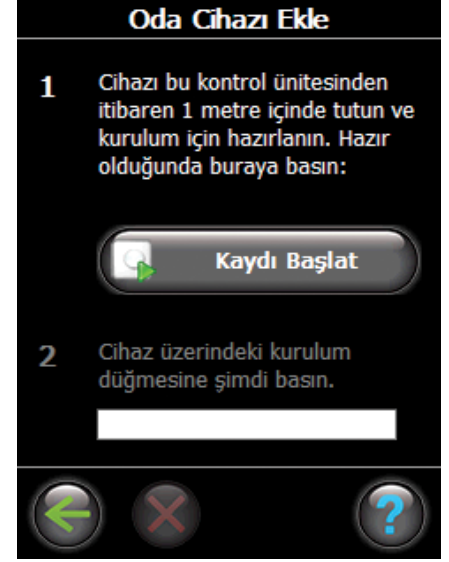 Oda Cihazı Ekle
1 Cihazı bu kontrol ünitesinden
itibaren 1 metre içinde tutun ve
kurulum için hazırlanın. Hazır
olduğunda buraya basın:
Kaydı Başlat
2 Cihaz üzerindeki kurulum
düğmesine şimdi basın.
?